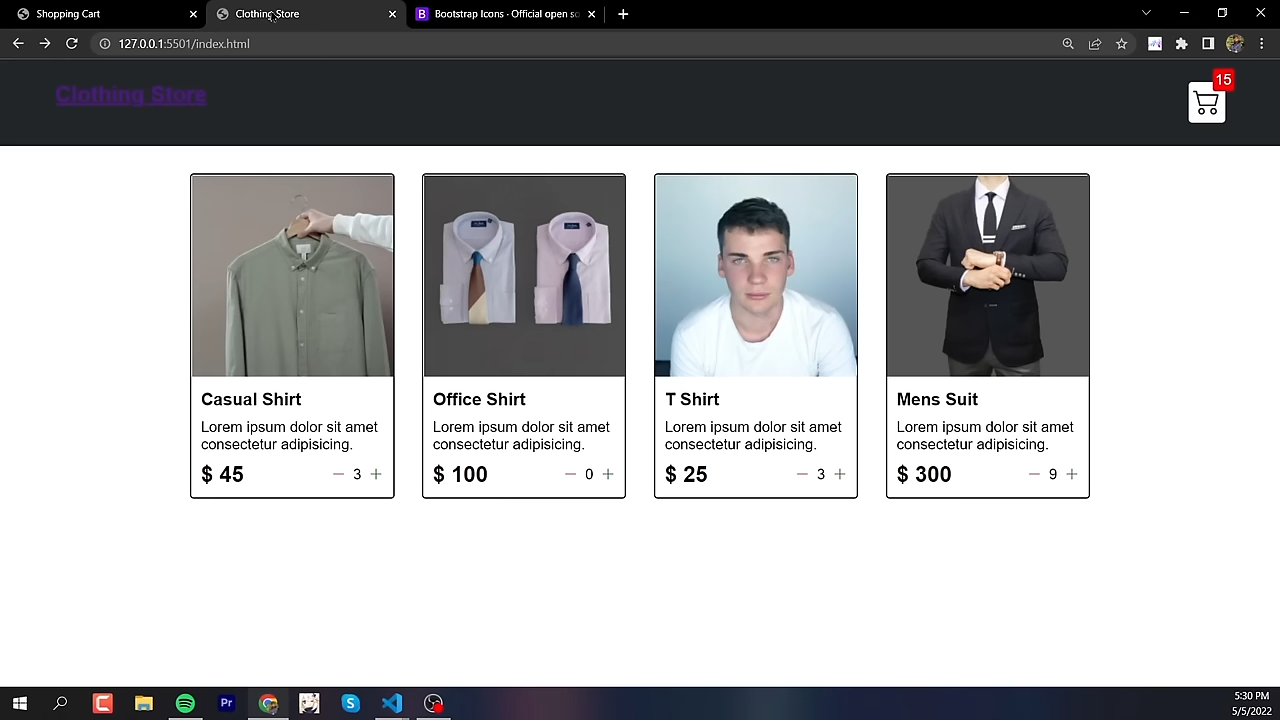 Shopping Cart
Clothing Store
Bootstrap Icons · Official open so
127.0.0.1:5501/index.html
Clothing Store
15
Casual Shirt
Lorem ipsum dolor sit amet
consectetur adipisicing.
$ 45
3
Office Shirt
Lorem ipsum dolor sit amet
consectetur adipisicing.
$ 100
0
T Shirt
Lorem ipsum dolor sit amet
consectetur adipisicing.
$ 25
3
Mens Suit
Lorem ipsum dolor sit amet
consectetur adipisicing.
$ 300
9
5:30 PM
5/5/2022